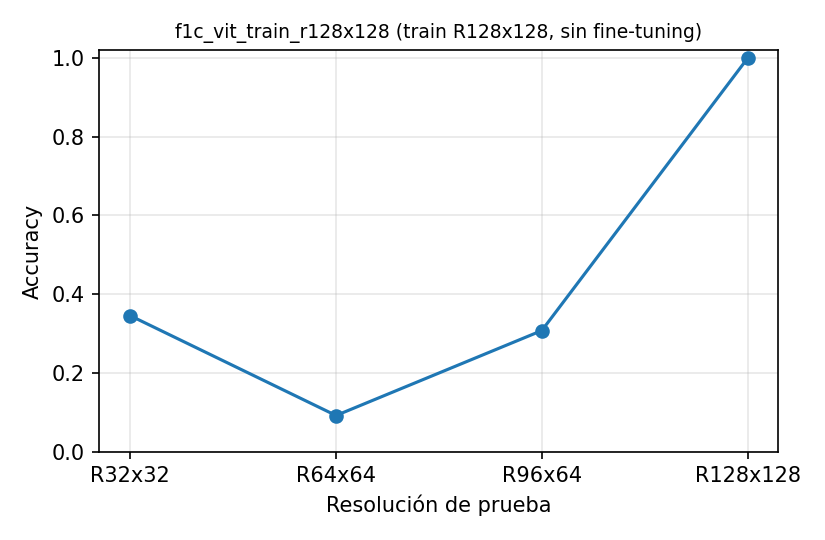 f1c_vit_train_r128x128 (train R128x128, sin fine-tuning)
1.0
0.8
0.6
0.4
0.2
0.0
Accuracy
R32x32 R64x64 R96x64 R128x128
Resolución de prueba